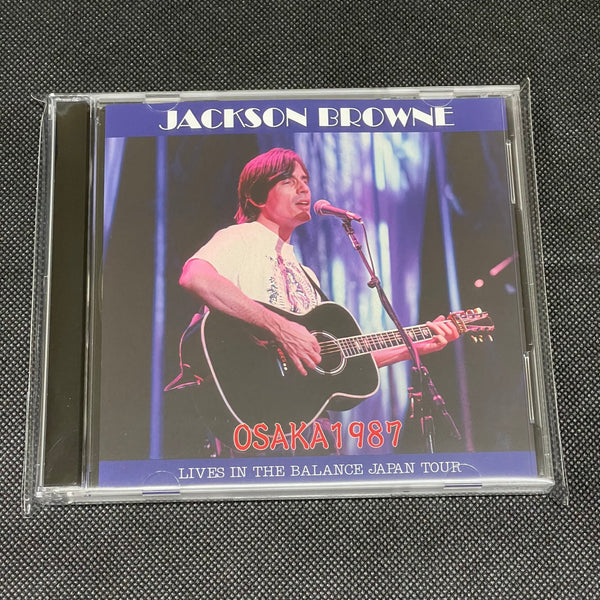 JACKSON BROWNE
OSAKA1987
LIVES IN THE BALANCE JAPAN TOUR